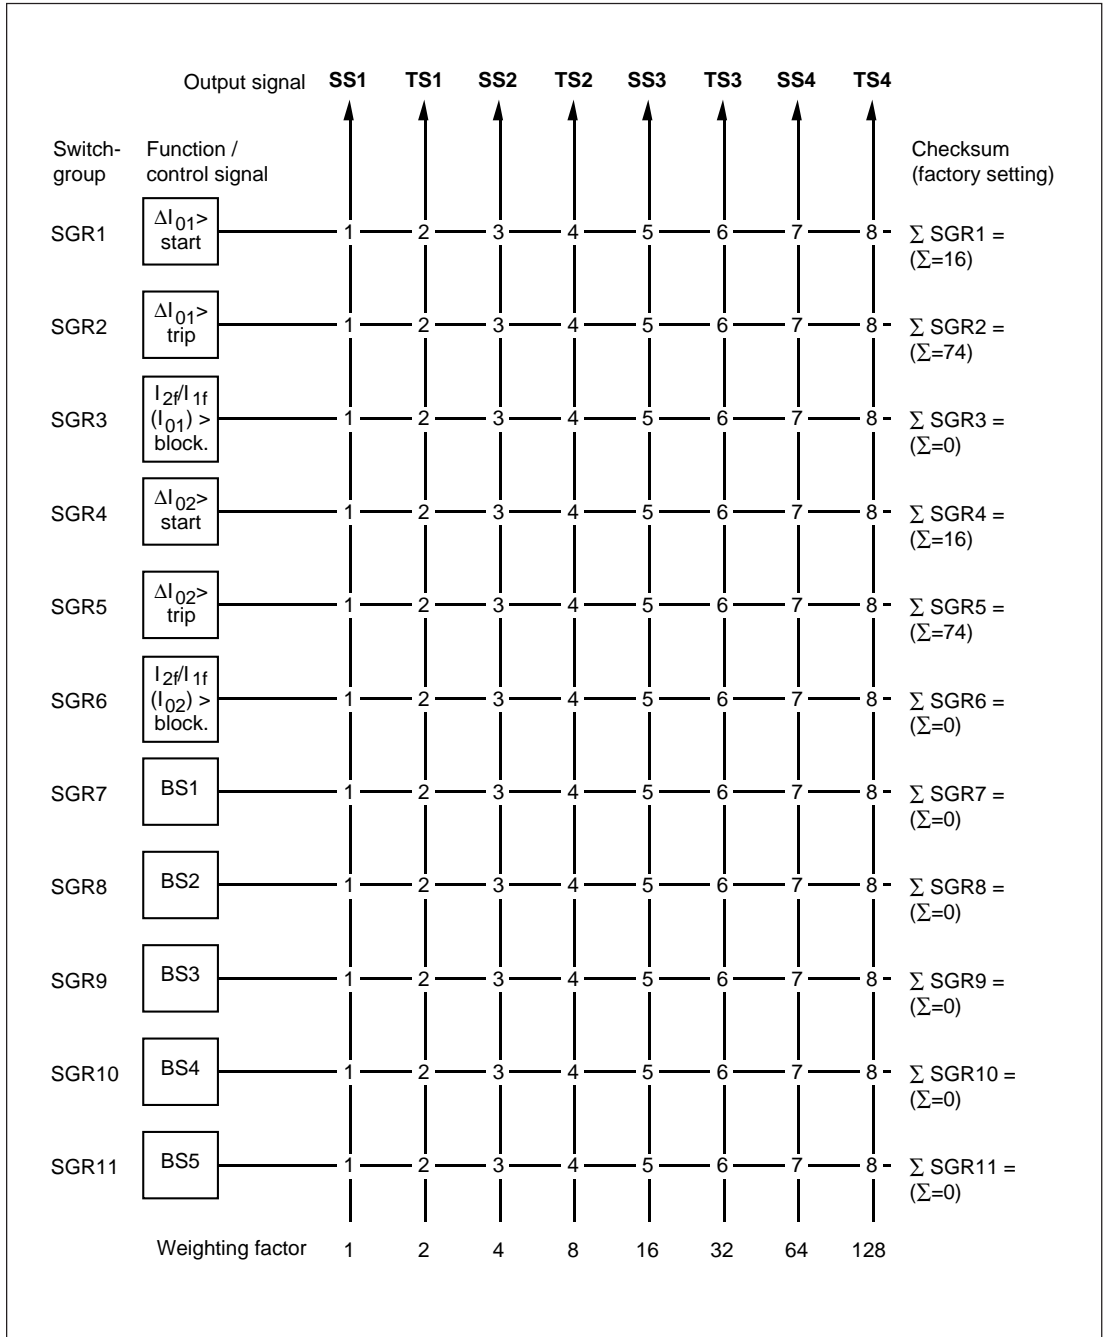 Output signal SS1 TS1 SS2 TS2 SS3 TS3 SS4 TS4
Switch- Function / Checksum
group control signal (factory setting)
SGR1 ΔI01> start 1 2 3 4 5 6 7 8 ∑ SGR1 =
(∑=16)
SGR2 ΔI01> trip 1 2 3 4 5 6 7 8 ∑ SGR2 =
(∑=74)
SGR3 I2f/I1f (I01) > block. 1 2 3 4 5 6 7 8 ∑ SGR3 =
(∑=0)
SGR4 ΔI02> start 1 2 3 4 5 6 7 8 ∑ SGR4 =
(∑=16)
SGR5 ΔI02> trip 1 2 3 4 5 6 7 8 ∑ SGR5 =
(∑=74)
SGR6 I2f/I1f (I02) > block. 1 2 3 4 5 6 7 8 ∑ SGR6 =
(∑=0)
SGR7 BS1 1 2 3 4 5 6 7 8 ∑ SGR7 =
(∑=0)
SGR8 BS2 1 2 3 4 5 6 7 8 ∑ SGR8 =
(∑=0)
SGR9 BS3 1 2 3 4 5 6 7 8 ∑ SGR9 =
(∑=0)
SGR10 BS4 1 2 3 4 5 6 7 8 ∑ SGR10 =
(∑=0)
SGR11 BS5 1 2 3 4 5 6 7 8 ∑ SGR11 =
(∑=0)
Weighting factor 1 2 4 8 16 32 64 128